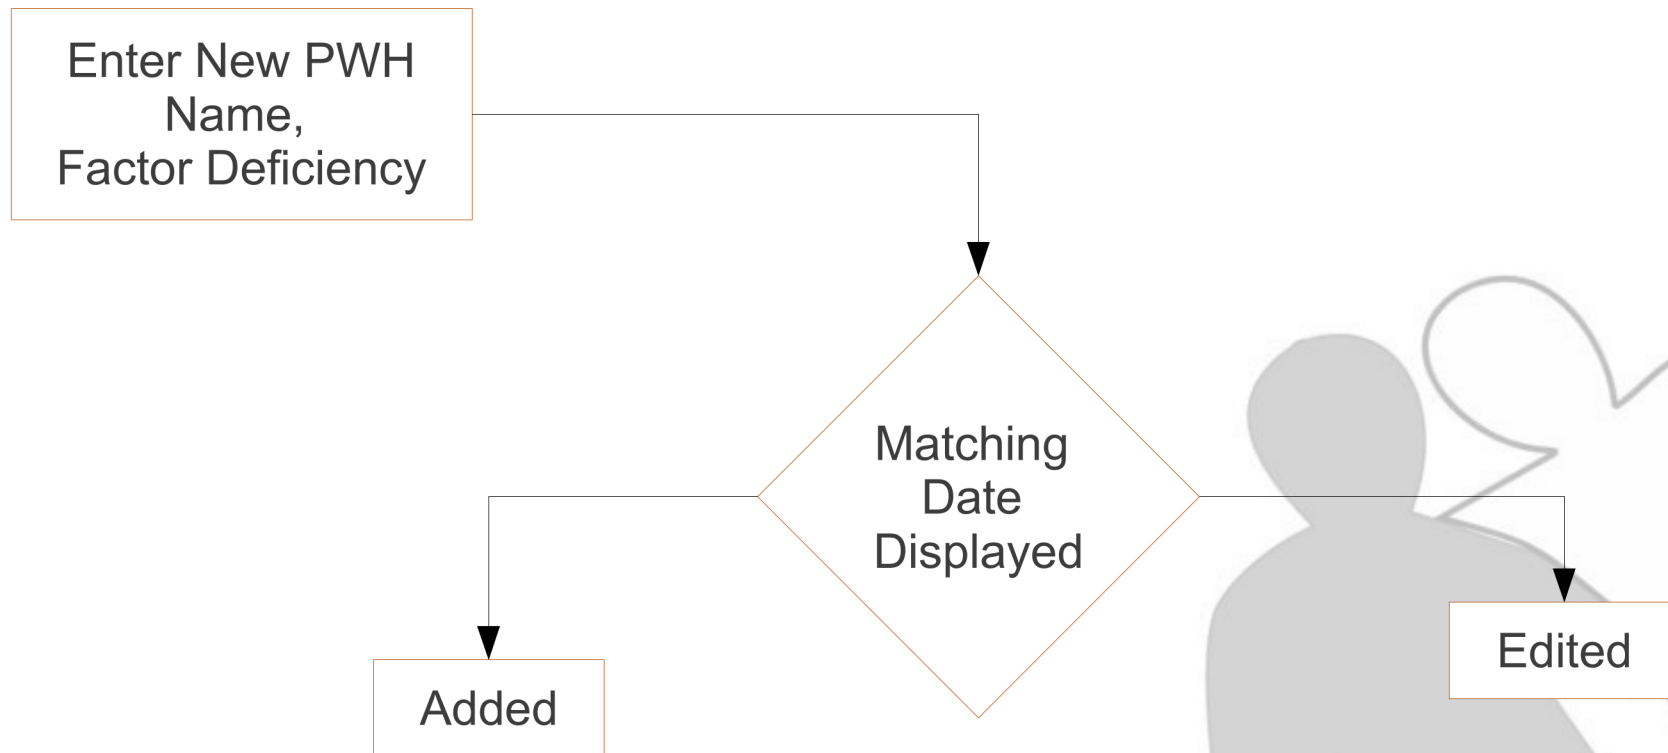 Enter New PWH
Name,
Factor Deficiency
Matching
Date
Displayed
Added
Edited